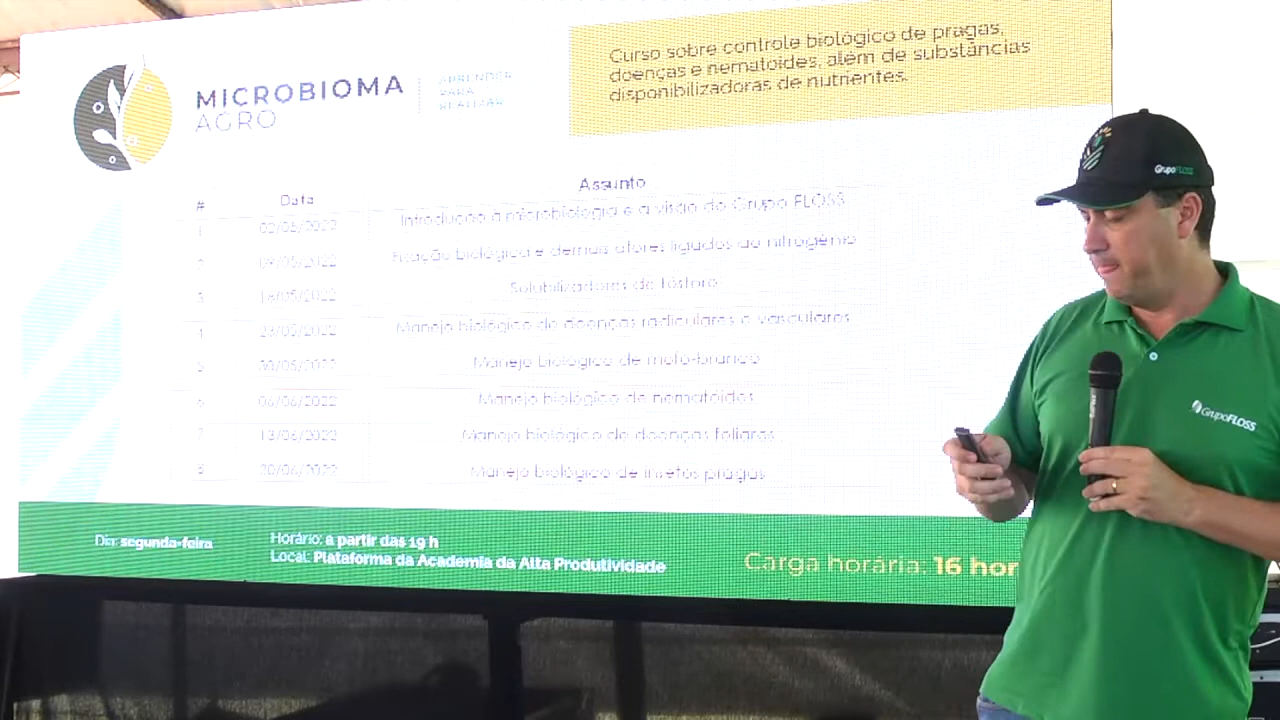 MICROBIOMA
AGRO
APRENDER
PARA
REALIZAR
Curso sobre controle biológico de pragas,
doenças e nematoides, além de substâncias
disponibilizadoras de nutrientes.
# Data Assunto
1 02/05/2022 Introdução à microbiologia e a visão do Grupo FLOSS
2 09/05/2022 Fixação biológica e demais atores ligados ao nitrogênio
3 16/05/2022 Solubilizadores de fósforo
4 23/05/2022 Manejo biológico de doenças radiculares e vasculares
5 30/05/2022 Manejo biológico de mofo-branco
6 06/06/2022 Manejo biológico de nematoides
7 13/06/2022 Manejo biológico de doenças foliares
8 20/06/2022 Manejo biológico de insetos pragas
Dia: segunda-feira
Horário: a partir das 19 h
Local: Plataforma da Academia da Alta Produtividade
Carga horária: 16 hor
GrupoFLOSS
GrupoFLOSS